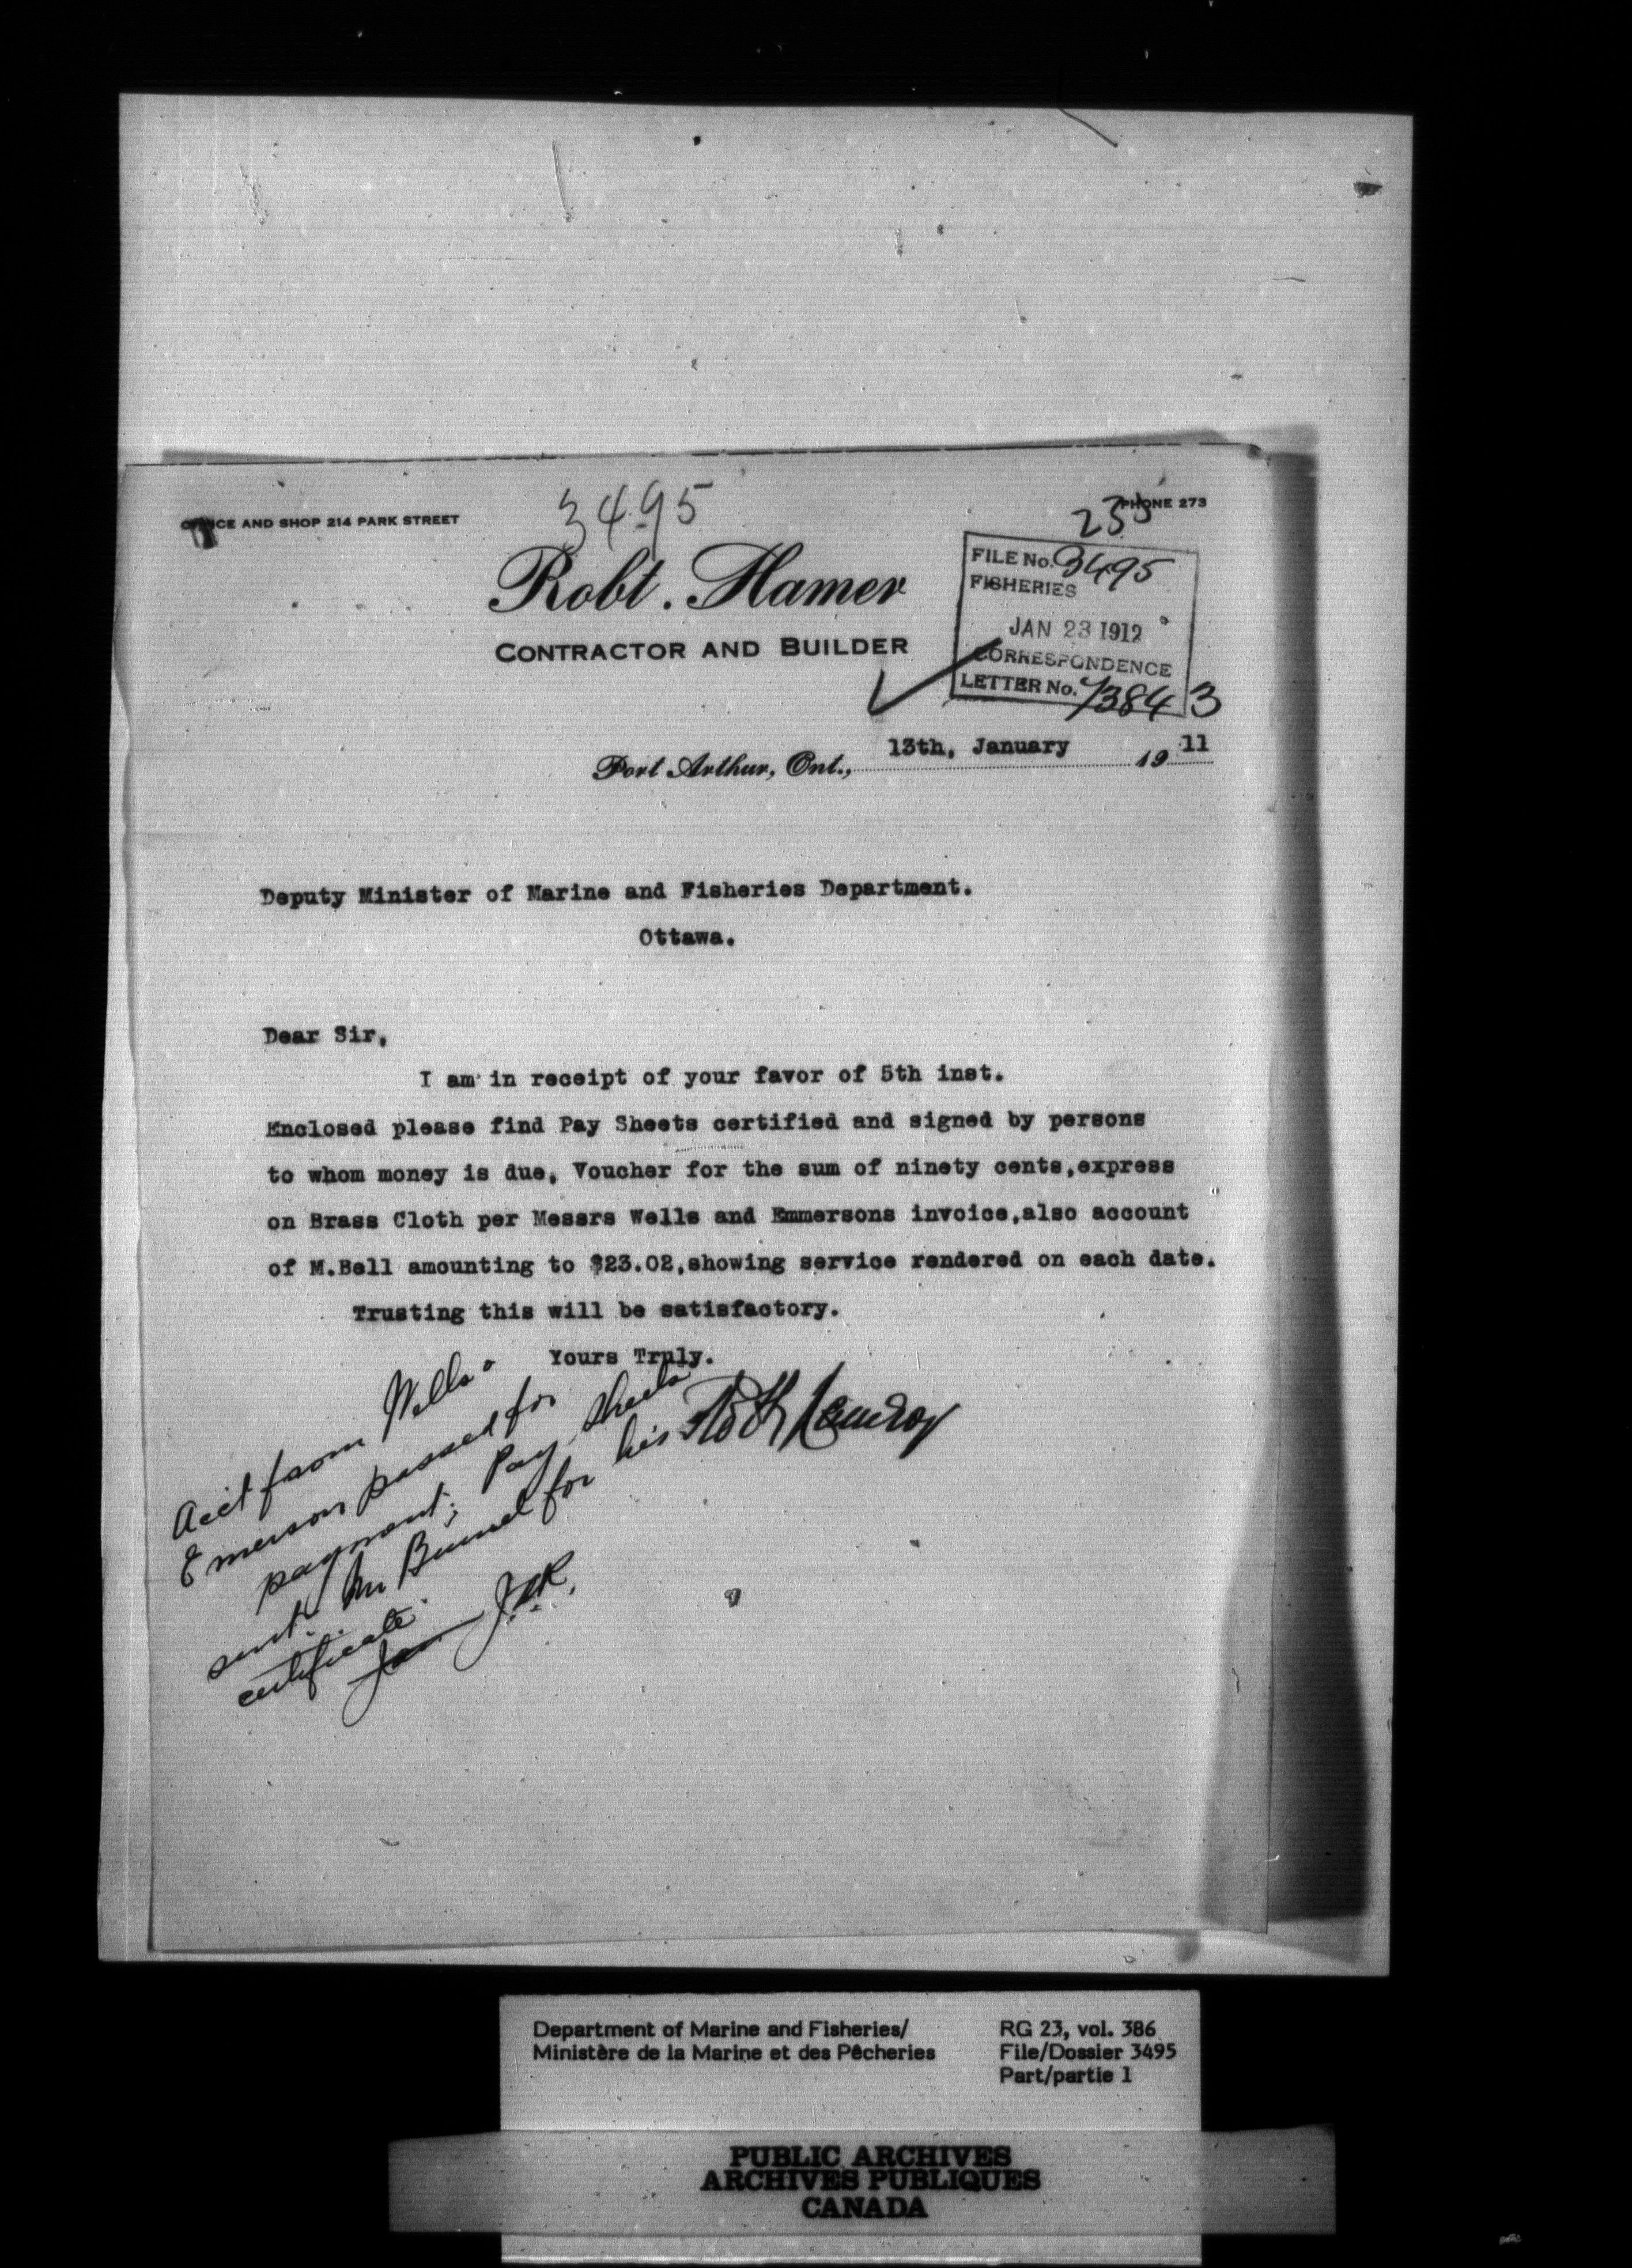 3495
OFFICE AND SHOP 214 PARK STREET
PHONE 273
255
Robt. Hamer
CONTRACTOR AND BUILDER
FILE No. 3495
FISHERIES
JAN 23 1912
CORRESPONDENCE
LETTER No. 73843
Port Arthur, Ont., 13th, January 19 11
Deputy Minister of Marine and Fisheries Department.
Ottawa.
Dear Sir,
I am in receipt of your favor of 5th inst.
Enclosed please find Pay Sheets certified and signed by persons
to whom money is due, Voucher for the sum of ninety cents,express
on Brass Cloth per Messrs Wells and Emmersons invoice,also account
of M.Bell amounting to $23.02,showing service rendered on each date.
Trusting this will be satisfactory.
Yours Truly.
Acct from Wells
Emerson passed for
payment; Pay Sheets
sent Mr for his
certificate.
Department of Marine and Fisheries/
Ministère de la Marine et des Pêcheries
RG 23, vol. 386
File/Dossier 3495
Part/partie 1
PUBLIC ARCHIVES
ARCHIVES PUBLIQUES
CANADA